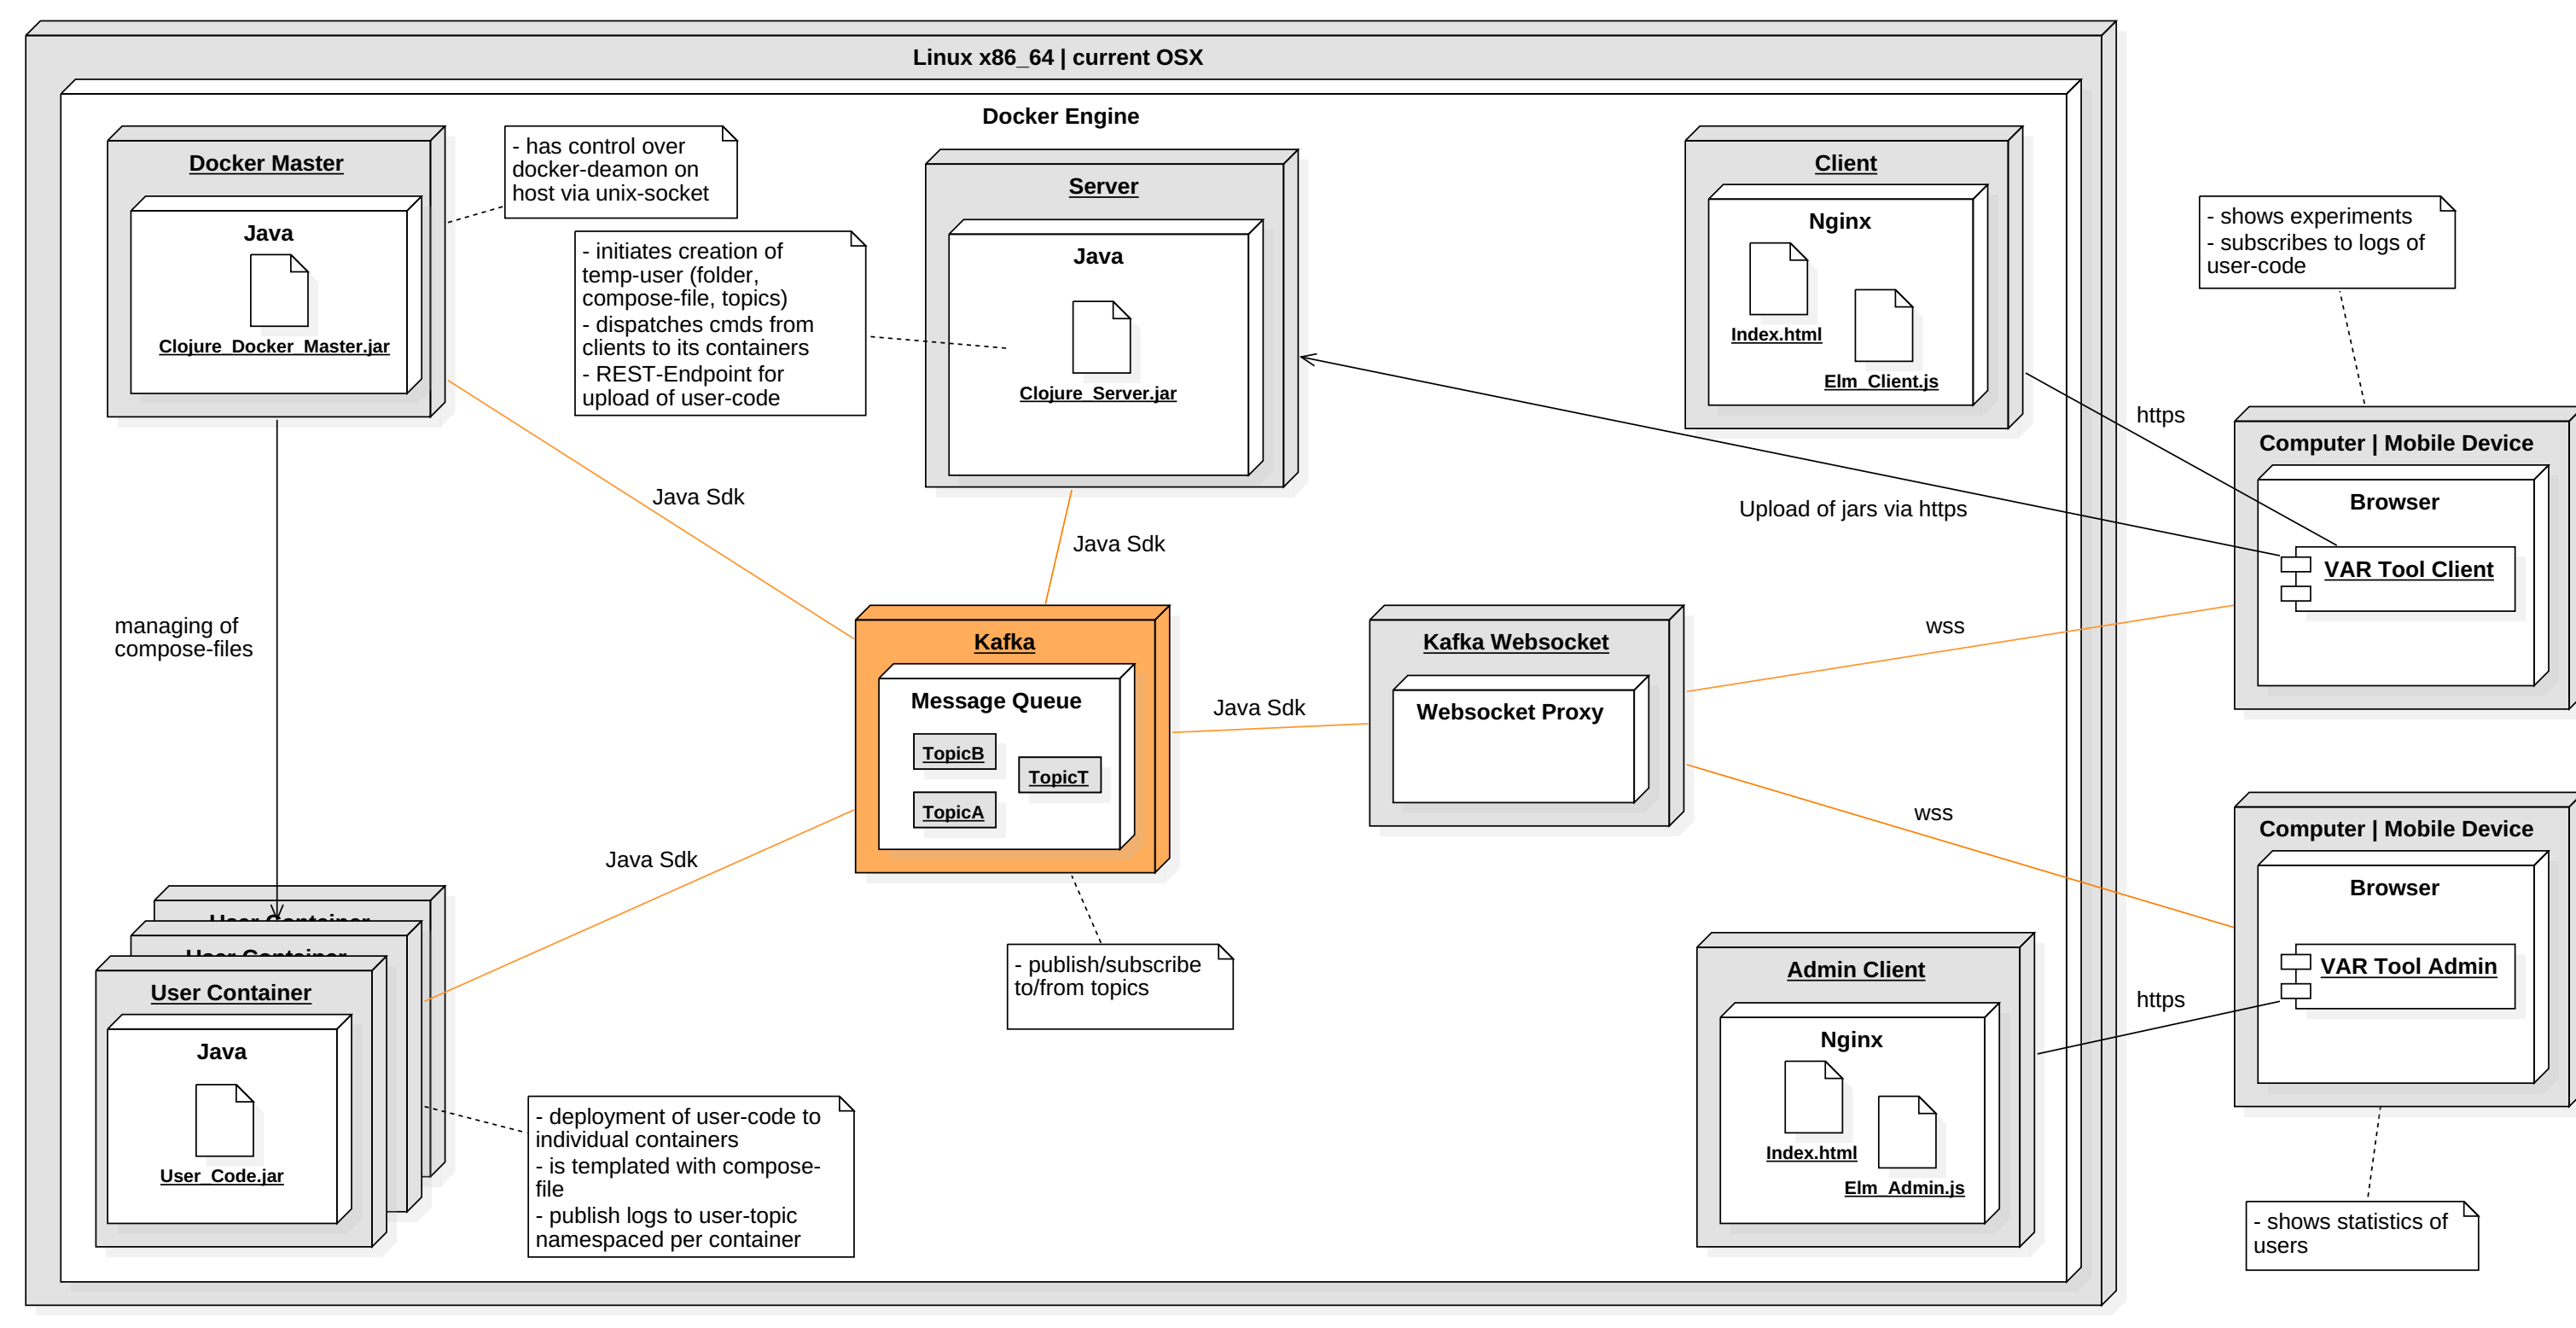 Linux x86_64 | current OSX
Docker Engine
Docker Master
Java
Clojure_Docker_Master.jar
- has control over
docker-deamon on
host via unix-socket
- initiates creation of
temp-user (folder,
compose-file, topics)
- dispatches cmds from
clients to its containers
- REST-Endpoint for
upload of user-code
Server
Java
Clojure_Server.jar
Client
Nginx
Index.html
Elm_Client.js
- shows experiments
- subscribes to logs of
user-code
https
Computer | Mobile Device
Browser
VAR Tool Client
Upload of jars via https
Java Sdk
Java Sdk
managing of
compose-files
Kafka
Message Queue
TopicB
TopicT
TopicA
Java Sdk
Kafka Websocket
Websocket Proxy
wss
wss
Computer | Mobile Device
Browser
VAR Tool Admin
https
Java Sdk
User Container
User Container
User Container
Java
User_Code.jar
- publish/subscribe
to/from topics
- deployment of user-code to
individual containers
- is templated with compose-
file
- publish logs to user-topic
namespaced per container
Admin Client
Nginx
Index.html
Elm_Admin.js
- shows statistics of
users